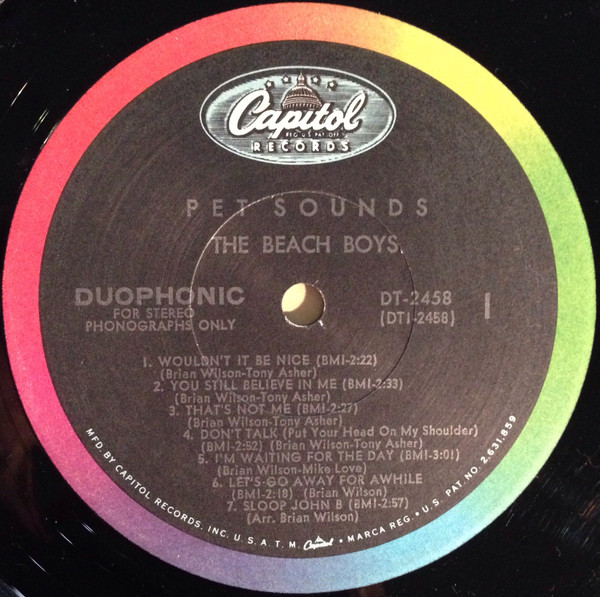 Capitol
REG. U.S. PAT. OFF.
RECORDS
PET SOUNDS
THE BEACH BOYS
DUOPHONIC
FOR STEREO
PHONOGRAPHS ONLY
DT-2458
(DT1-2458)
1
1. WOULDN'T IT BE NICE (BMI-2:22)
(Brian Wilson-Tony Asher)
2. YOU STILL BELIEVE IN ME (BMI-2:33)
(Brian Wilson-Tony Asher)
3. THAT'S NOT ME (BMI-2:27)
(Brian Wilson-Tony Asher)
4. DON'T TALK (Put Your Head On My Shoulder)
(BMI-2:52) (Brian Wilson-Tony Asher)
5. I'M WAITING FOR THE DAY (BMI-3:01)
(Brian Wilson-Mike Love)
6. LET'S GO AWAY FOR AWHILE
(BMI-2:18) (Brian Wilson)
7. SLOOP JOHN B (BMI-2:57)
(Arr. Brian Wilson)
MFD. BY CAPITOL RECORDS, INC. U.S.A. T.M. Capitol • MARCA REG. • U.S. PAT. NO. 2,631,859